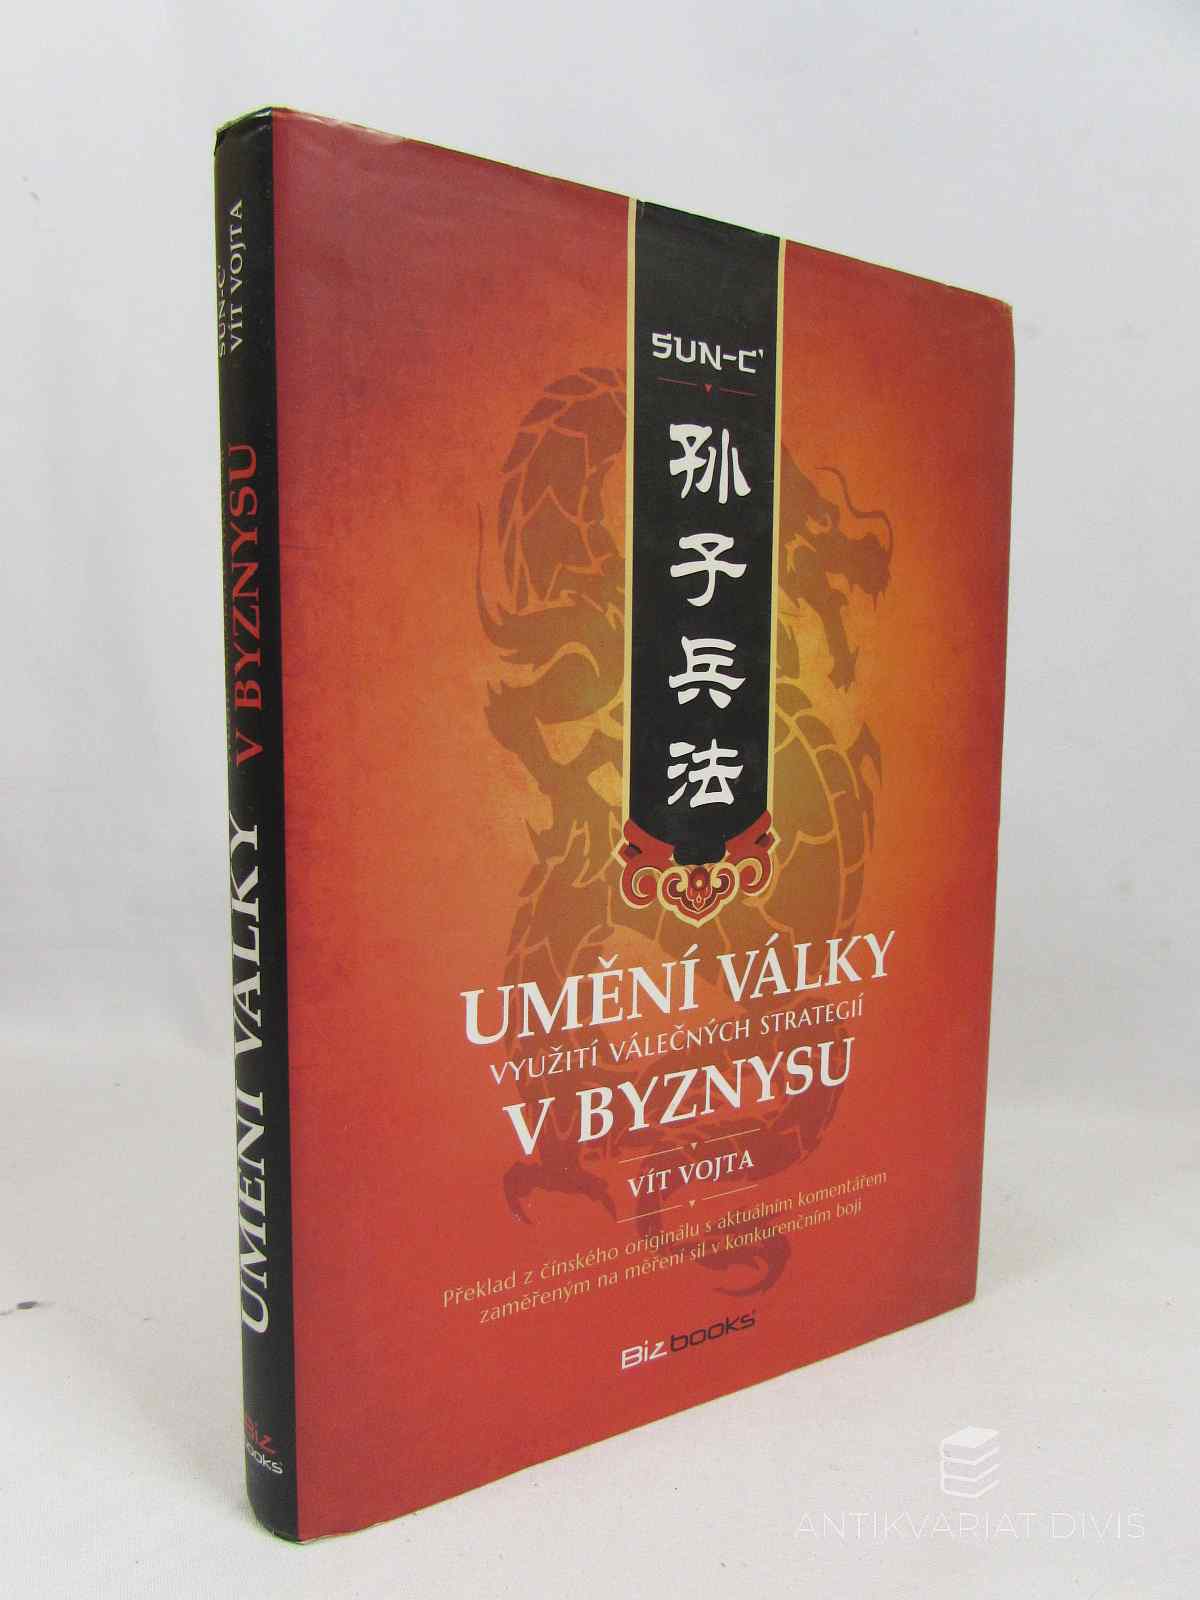 SUN-C'
VÍT VOJTA
UMĚNÍ VÁLKY V BYZNYSU
Biz
books
SUN-C'
孙
子
兵
法
UMĚNÍ VÁLKY
VYUŽITÍ VÁLEČNÝCH STRATEGIÍ
V BYZNYSU
VÍT VOJTA
Překlad z čínského originálu s aktuálním komentářem
zaměřeným na měření sil v konkurenčním boji
Bizbooks
ANTIKVARIAT DIVIS